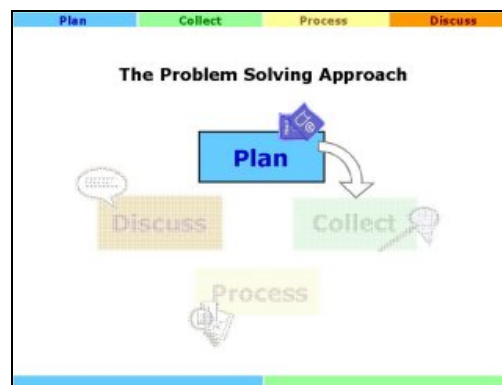 Plan Collect Process Discuss
The Problem Solving Approach
Plan
Discuss Collect
Process